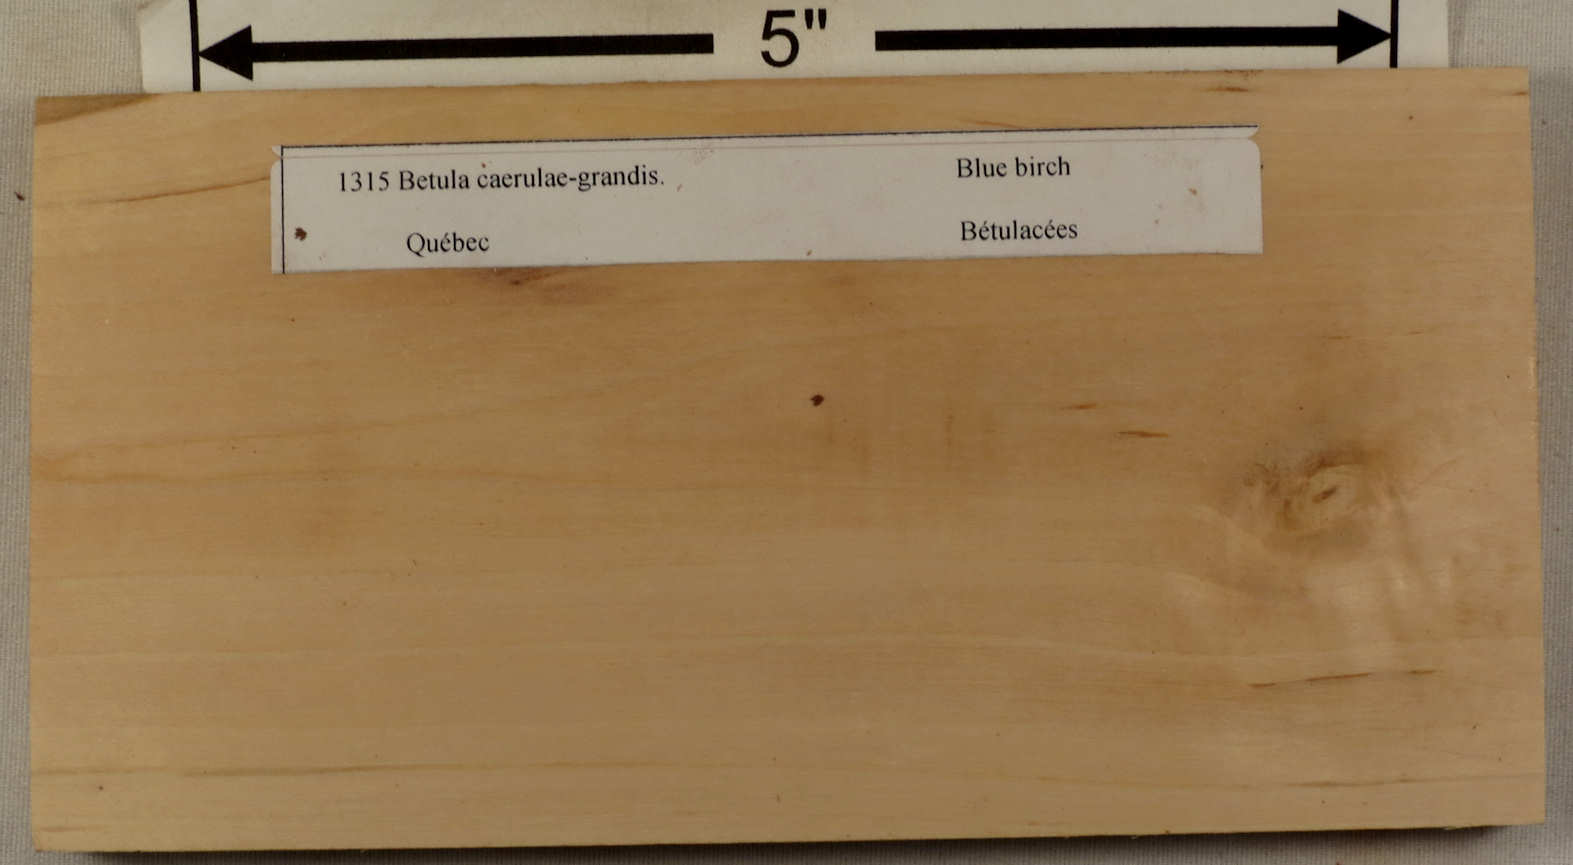 5"
1315 Betula caerulae-grandis. Blue birch
Québec Bétulacées